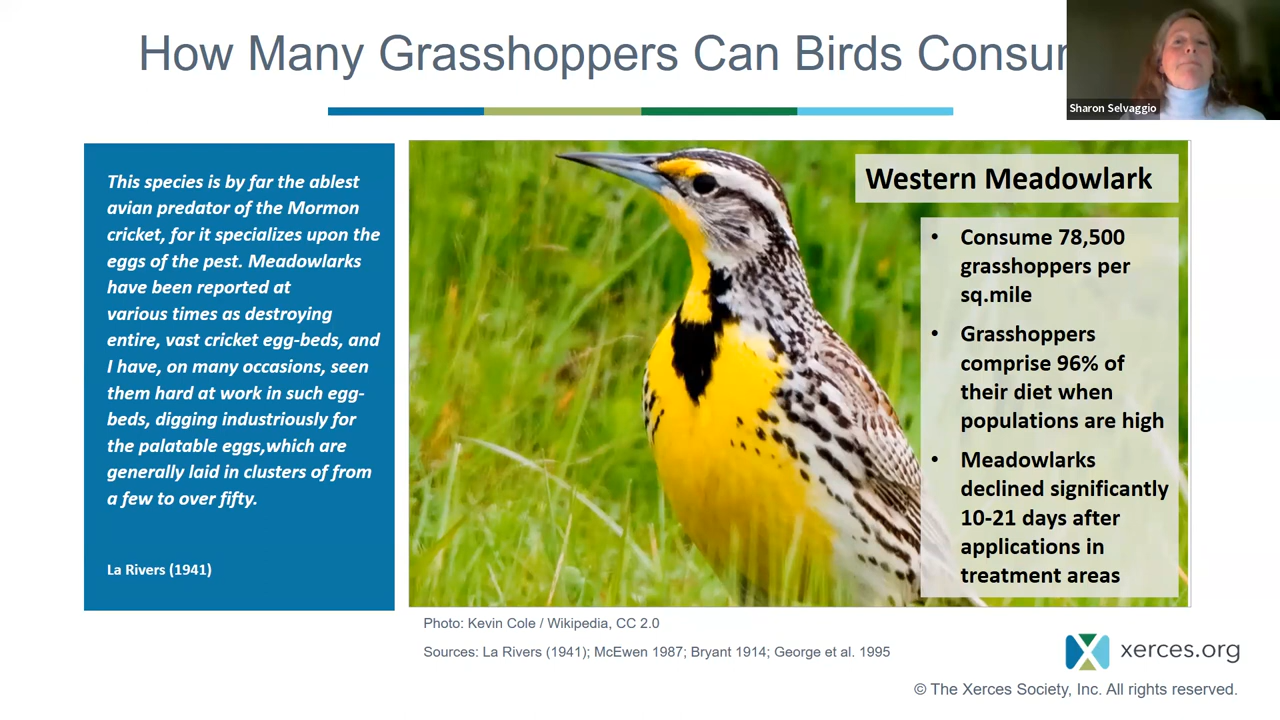 How Many Grasshoppers Can Birds Consu
Sharon Selvaggio
This species is by far the ablest
avian predator of the Mormon
cricket, for it specializes upon the
eggs of the pest. Meadowlarks
have been reported at
various times as destroying
entire, vast cricket egg-beds, and
I have, on many occasions, seen
them hard at work in such egg-
beds, digging industriously for
the palatable eggs,which are
generally laid in clusters of from
a few to over fifty.
La Rivers (1941)
Western Meadowlark
• Consume 78,500
grasshoppers per
sq.mile
• Grasshoppers
comprise 96% of
their diet when
populations are high
• Meadowlarks
declined significantly
10-21 days after
applications in
treatment areas
Photo: Kevin Cole / Wikipedia, CC 2.0
Sources: La Rivers (1941); McEwen 1987; Bryant 1914; George et al. 1995
xerces.org
© The Xerces Society, Inc. All rights reserved.